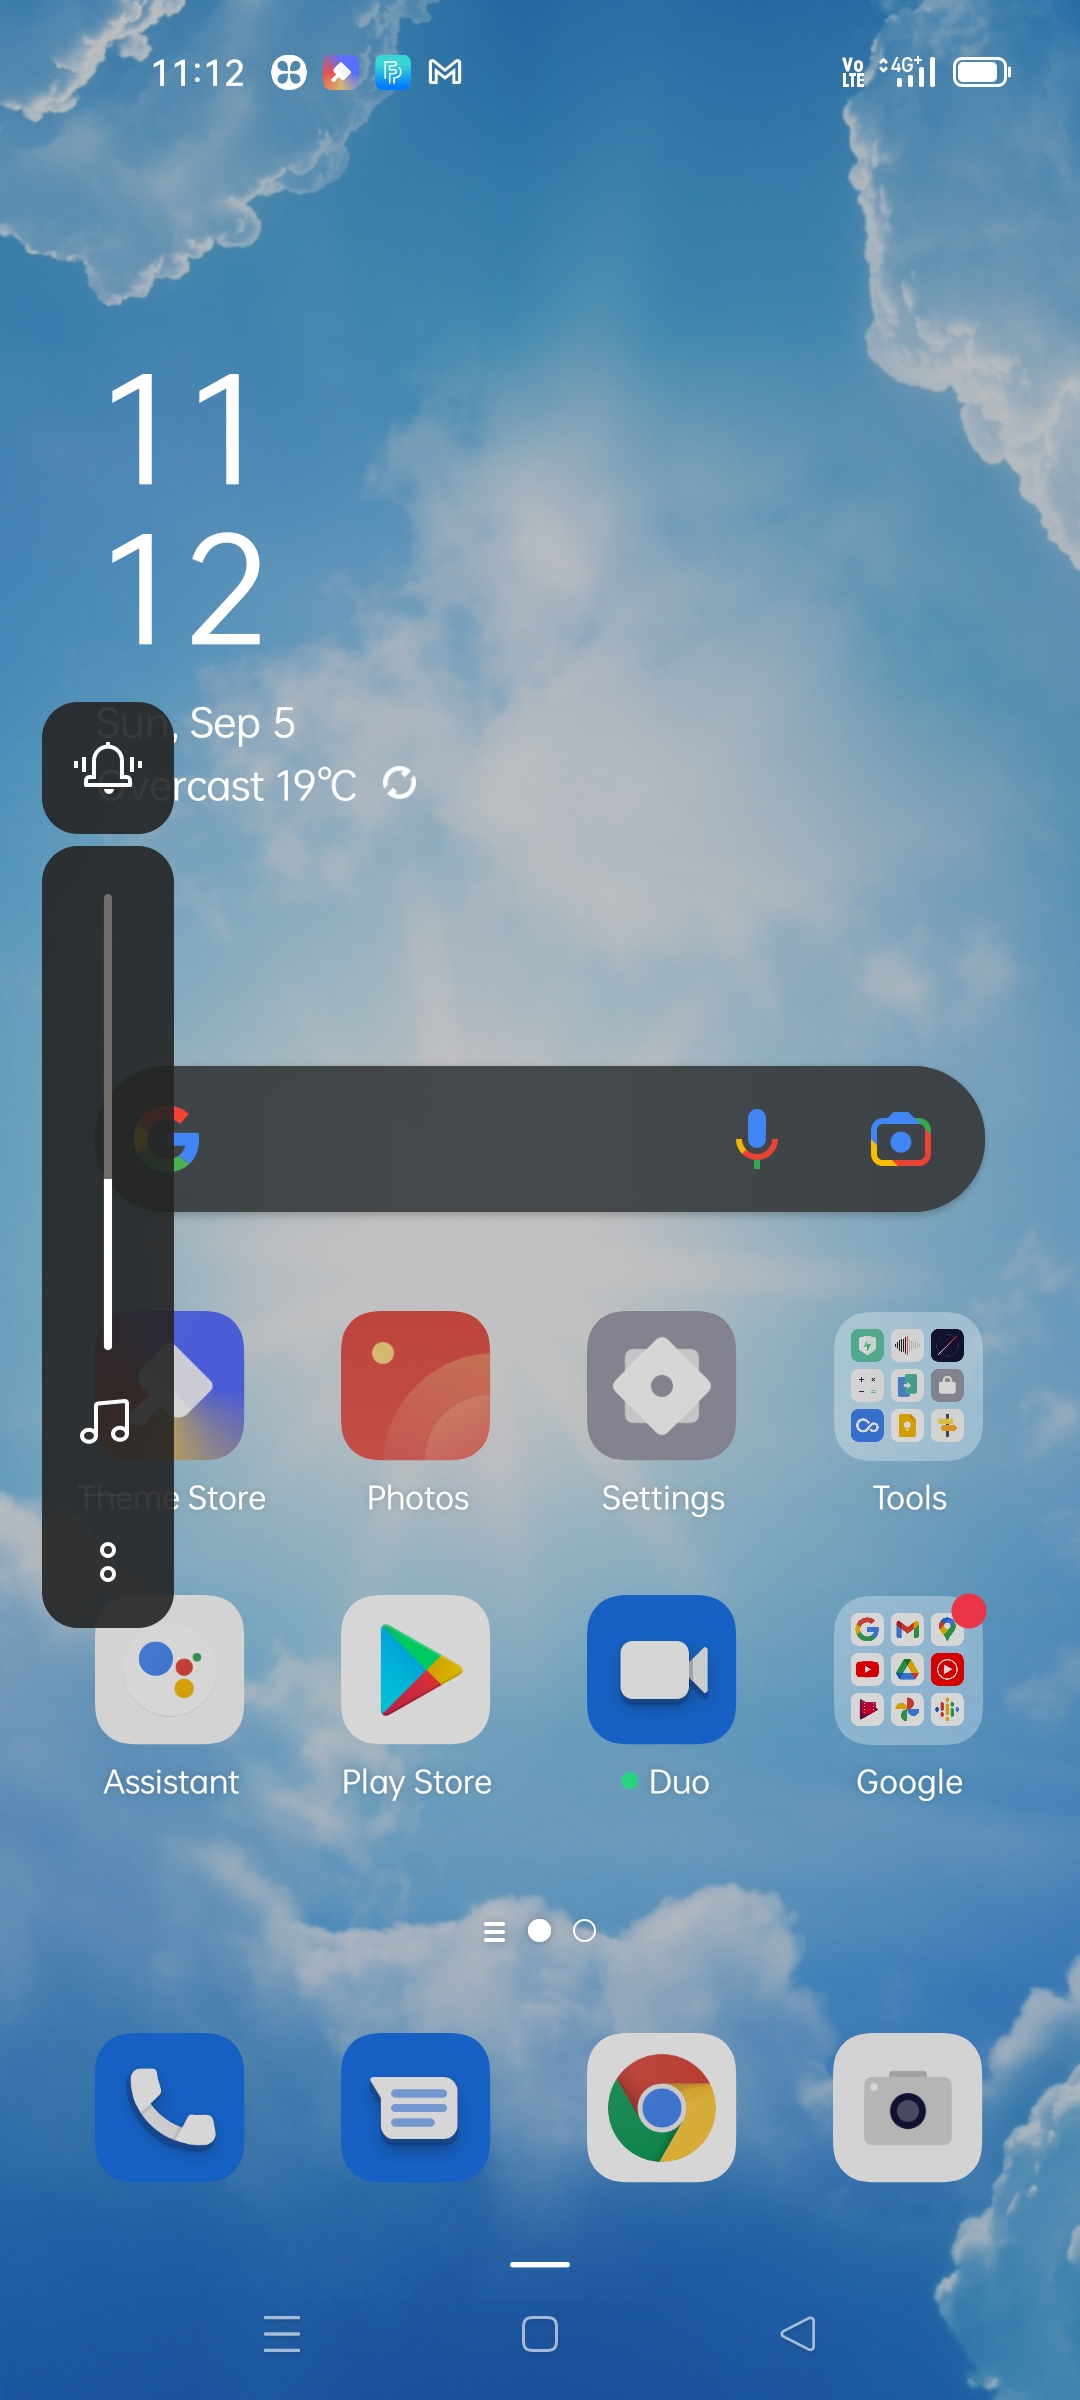 11:12
Vo
LTE
4G+
11
12
Sun, Sep 5
Overcast 19°C
Theme Store
Photos
Settings
Tools
Assistant
Play Store
Duo
Google